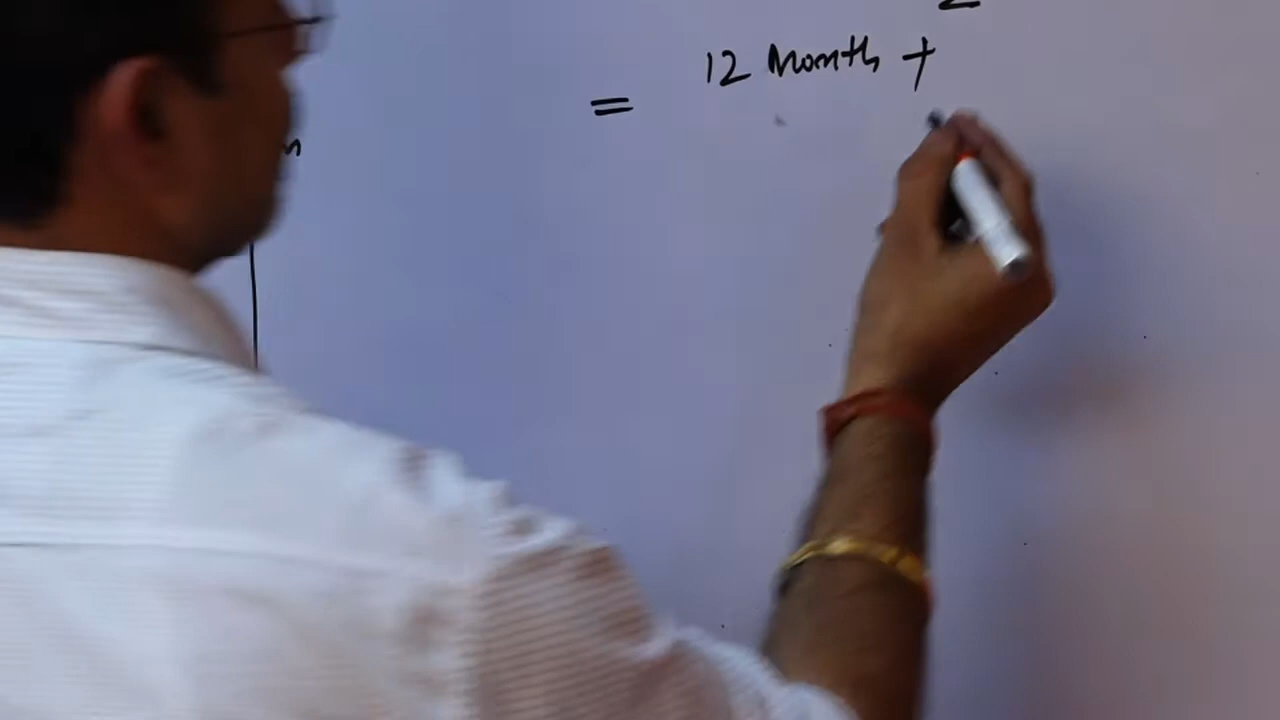 = 12 Month +